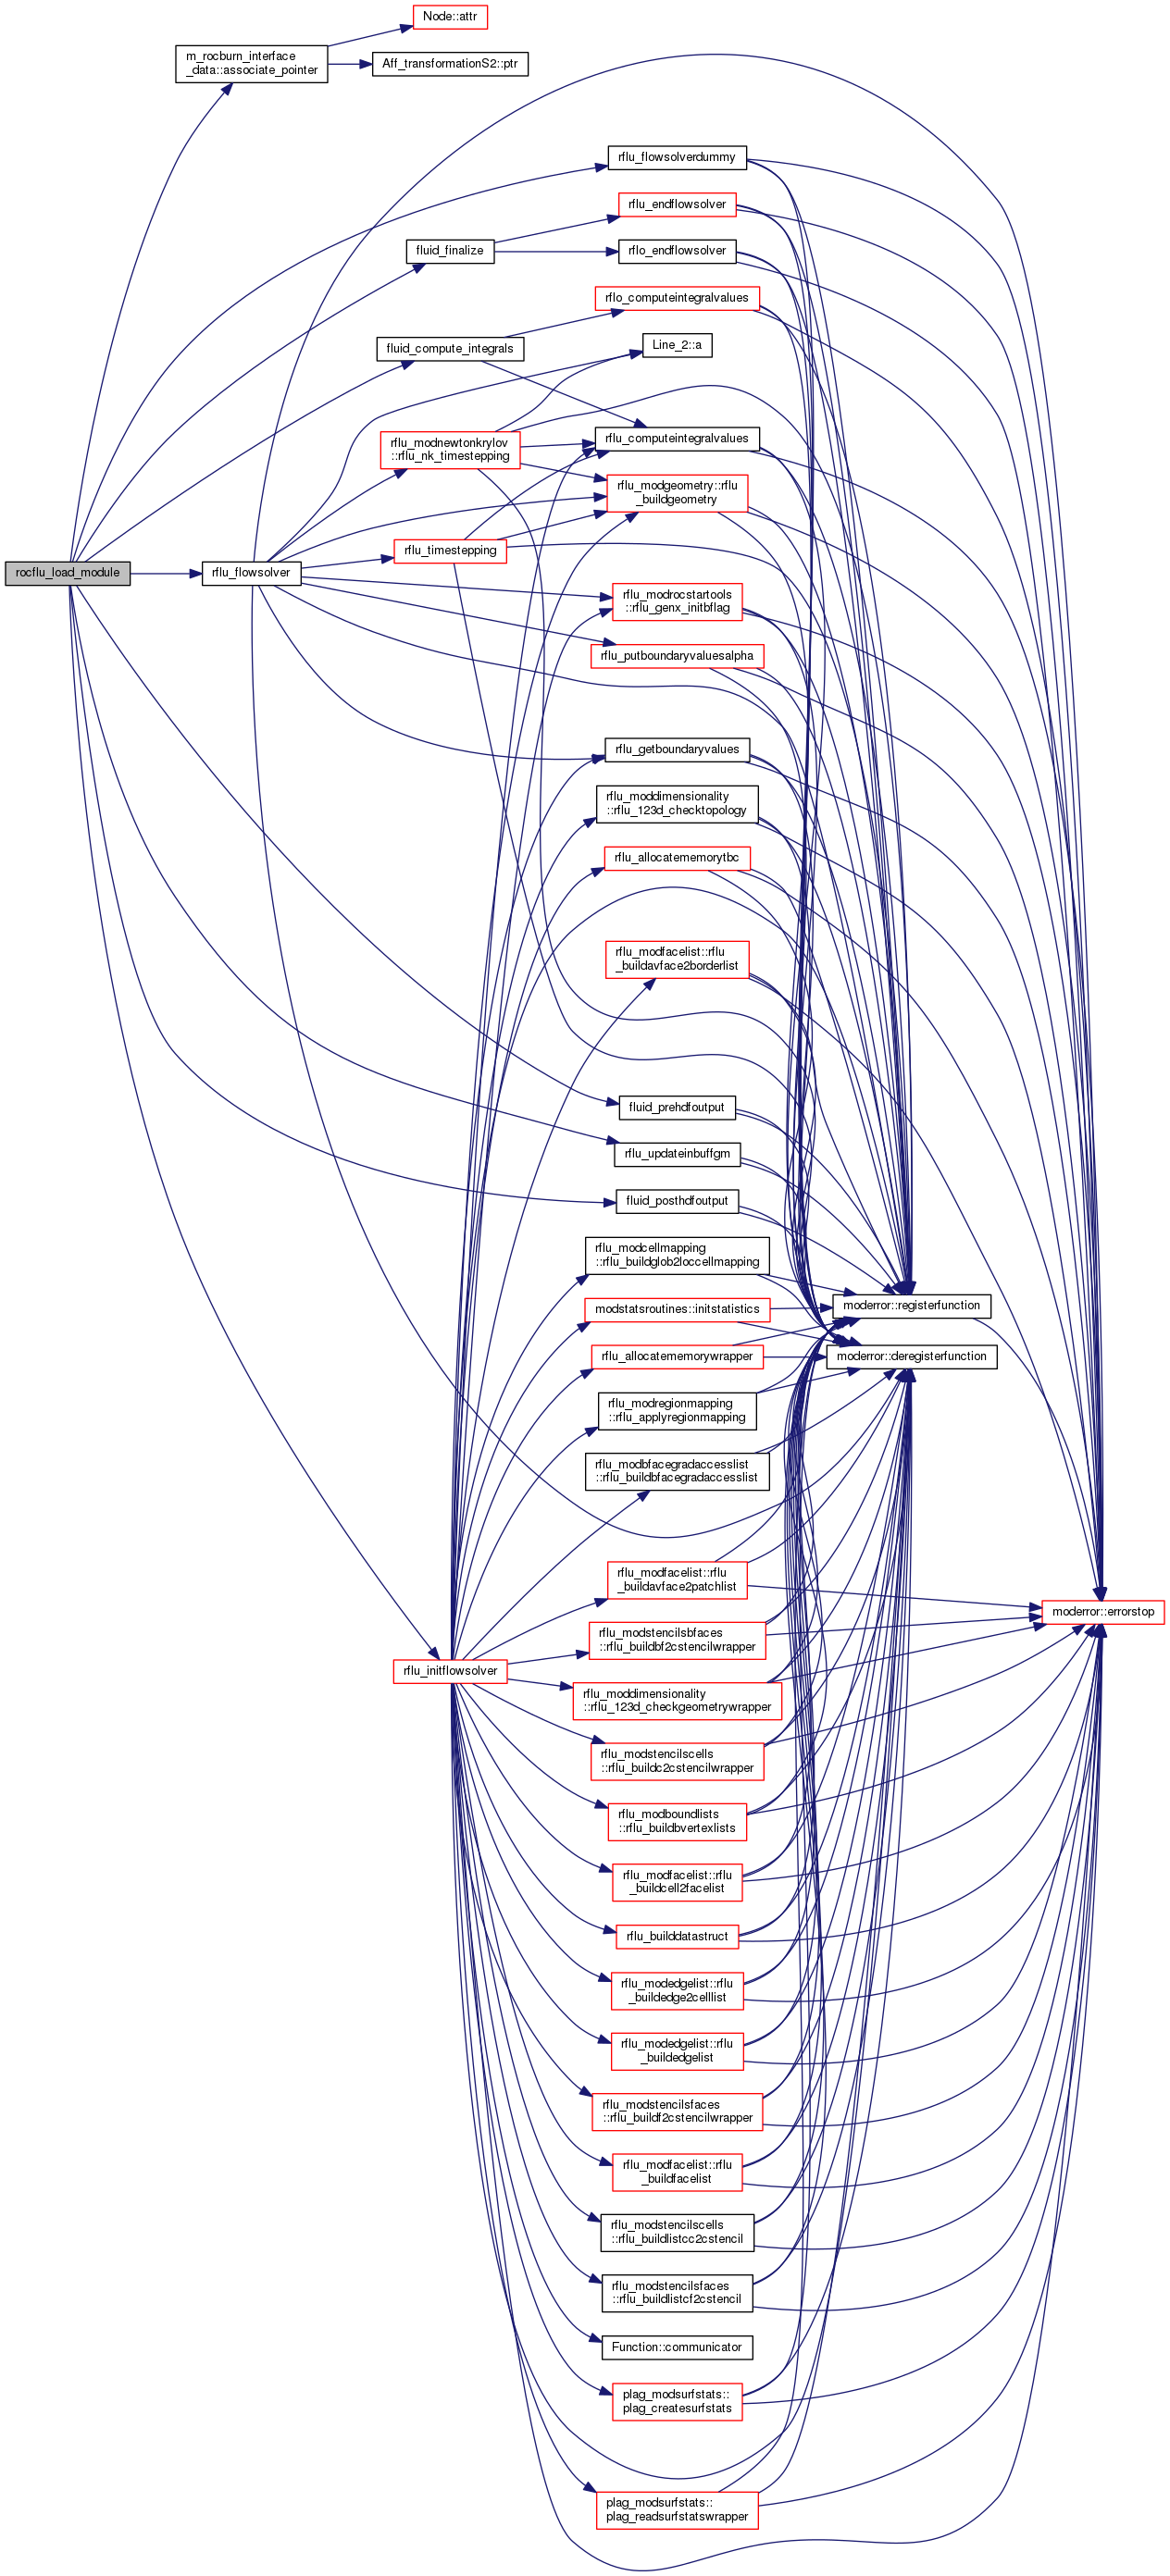 Node::attr
m_rocburn_interface
_data::associate_pointer
Aff_transformationS2::ptr
rflu_flowsolverdummy
rflu_endflowsolver
fluid_finalize
rflo_endflowsolver
rflo_computeintegralvalues
Line_2::a
fluid_compute_integrals
rflu_modnewtonkrylov
::rflu_nk_timestepping
rflu_computeintegralvalues
rflu_modgeometry::rflu
_buildgeometry
rflu_timestepping
rocflu_load_module
rflu_flowsolver
rflu_modrocstartools
::rflu_genx_initbflag
rflu_putboundaryvaluesalpha
rflu_getboundaryvalues
rflu_moddimensionality
::rflu_123d_checktopology
rflu_allocatememorytbc
rflu_modfacelist::rflu
_buildavface2borderlist
fluid_prehdfoutput
rflu_updateinbuffgm
fluid_posthdfoutput
rflu_modcellmapping
::rflu_buildglob2loccellmapping
moderror::registerfunction
modstatsroutines::initstatistics
rflu_allocatememorywrapper
moderror::deregisterfunction
rflu_modregionmapping
::rflu_applyregionmapping
rflu_modbfacegradaccesslist
::rflu_buildbfacegradaccesslist
rflu_modfacelist::rflu
_buildavface2patchlist
moderror::errorstop
rflu_modstencilsbfaces
::rflu_buildbf2cstencilwrapper
rflu_initflowsolver
rflu_moddimensionality
::rflu_123d_checkgeometrywrapper
rflu_modstencilscells
::rflu_buildc2cstencilwrapper
rflu_modboundlists
::rflu_buildbvertexlists
rflu_modfacelist::rflu
_buildcell2facelist
rflu_builddatastruct
rflu_modedgelist::rflu
_buildedge2celllist
rflu_modedgelist::rflu
_buildedgelist
rflu_modstencilsfaces
::rflu_buildf2cstencilwrapper
rflu_modfacelist::rflu
_buildfacelist
rflu_modstencilscells
::rflu_buildlistcc2cstencil
rflu_modstencilsfaces
::rflu_buildlistcf2cstencil
Function::communicator
plag_modsurfstats::
plag_createsurfstats
plag_modsurfstats::
plag_readsurfstatswrapper